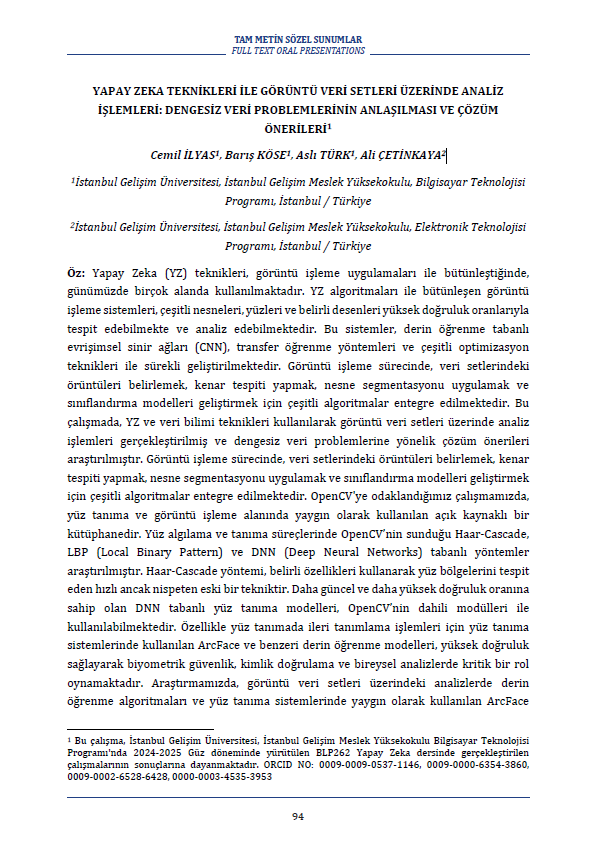 TAM METİN SÖZEL SUNUMLAR
FULL TEXT ORAL PRESENTATIONS
YAPAY ZEKA TEKNİKLERİ İLE GÖRÜNTÜ VERİ SETLERİ ÜZERİNDE ANALİZ
İŞLEMLERİ: DENGESİZ VERİ PROBLEMLERİNİN ANLAŞILMASI VE ÇÖZÜM
ÖNERİLERİ¹
Cemil İLYAS¹, Barış KÖSE¹, Aslı TÜRK¹, Ali ÇETİNKAYA²
¹İstanbul Gelişim Üniversitesi, İstanbul Gelişim Meslek Yüksekokulu, Bilgisayar Teknolojisi
Programı, İstanbul / Türkiye
²İstanbul Gelişim Üniversitesi, İstanbul Gelişim Meslek Yüksekokulu, Elektronik Teknolojisi
Programı, İstanbul / Türkiye
Öz: Yapay Zeka (YZ) teknikleri, görüntü işleme uygulamaları ile bütünleştiğinde,
günümüzde birçok alanda kullanılmaktadır. YZ algoritmaları ile bütünleşen görüntü
işleme sistemleri, çeşitli nesneleri, yüzleri ve belirli desenleri yüksek doğruluk oranlarıyla
tespit edebilmekte ve analiz edebilmektedir. Bu sistemler, derin öğrenme tabanlı
evrişimsel sinir ağları (CNN), transfer öğrenme yöntemleri ve çeşitli optimizasyon
teknikleri ile sürekli geliştirilmektedir. Görüntü işleme sürecinde, veri setlerindeki
örüntüleri belirlemek, kenar tespiti yapmak, nesne segmentasyonu uygulamak ve
sınıflandırma modelleri geliştirmek için çeşitli algoritmalar entegre edilmektedir. Bu
çalışmada, YZ ve veri bilimi teknikleri kullanılarak görüntü veri setleri üzerinde analiz
işlemleri gerçekleştirilmiş ve dengesiz veri problemlerine yönelik çözüm önerileri
araştırılmıştır. Görüntü işleme sürecinde, veri setlerindeki örüntüleri belirlemek, kenar
tespiti yapmak, nesne segmentasyonu uygulamak ve sınıflandırma modelleri geliştirmek
için çeşitli algoritmalar entegre edilmektedir. OpenCV'ye odaklandığımız çalışmamızda,
yüz tanıma ve görüntü işleme alanında yaygın olarak kullanılan açık kaynaklı bir
kütüphanedir. Yüz algılama ve tanıma süreçlerinde OpenCV'nin sunduğu Haar-Cascade,
LBP (Local Binary Pattern) ve DNN (Deep Neural Networks) tabanlı yöntemler
araştırılmıştır. Haar-Cascade yöntemi, belirli özellikleri kullanarak yüz bölgelerini tespit
eden hızlı ancak nispeten eski bir tekniktir. Daha güncel ve daha yüksek doğruluk oranına
sahip olan DNN tabanlı yüz tanıma modelleri, OpenCV'nin dahili modülleri ile
kullanılabilmektedir. Özellikle yüz tanımada ileri tanımlama işlemleri için yüz tanıma
sistemlerinde kullanılan ArcFace ve benzeri derin öğrenme modelleri, yüksek doğruluk
sağlayarak biyometrik güvenlik, kimlik doğrulama ve bireysel analizlerde kritik bir rol
oynamaktadır. Araştırmamızda, görüntü veri setleri üzerindeki analizlerde derin
öğrenme algoritmaları ve yüz tanıma sistemlerinde yaygın olarak kullanılan ArcFace
¹ Bu çalışma, İstanbul Gelişim Üniversitesi, İstanbul Gelişim Meslek Yüksekokulu Bilgisayar Teknolojisi
Programı'nda 2024-2025 Güz döneminde yürütülen BLP262 Yapay Zeka dersinde gerçekleştirilen
çalışmalarının sonuçlarına dayanmaktadır. ORCID NO: 0009-0009-0537-1146, 0009-0000-6354-3860,
0009-0002-6528-6428, 0000-0003-4535-3953
94